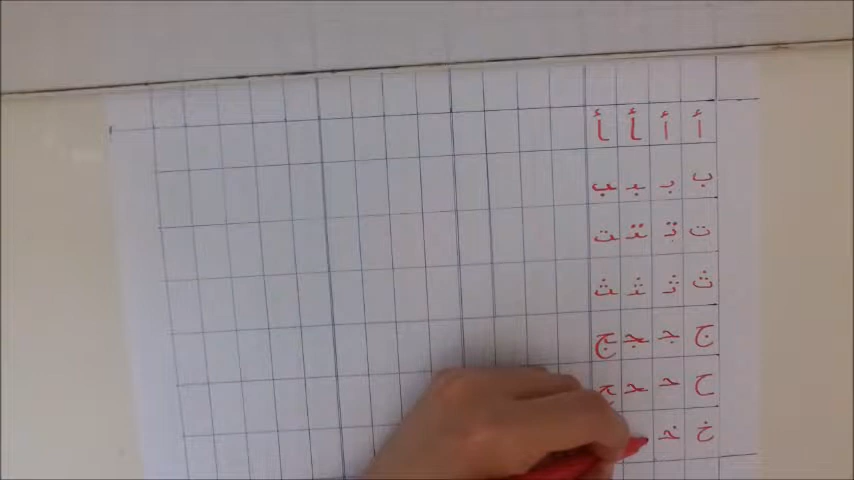 أ أ ـأ ـأ
ب بـ ـبـ ـب
ت تـ ـتـ ـت
ث ثـ ـثـ ـث
ج جـ ـجـ ـج
ح حـ ـحـ ـح
خ خـ